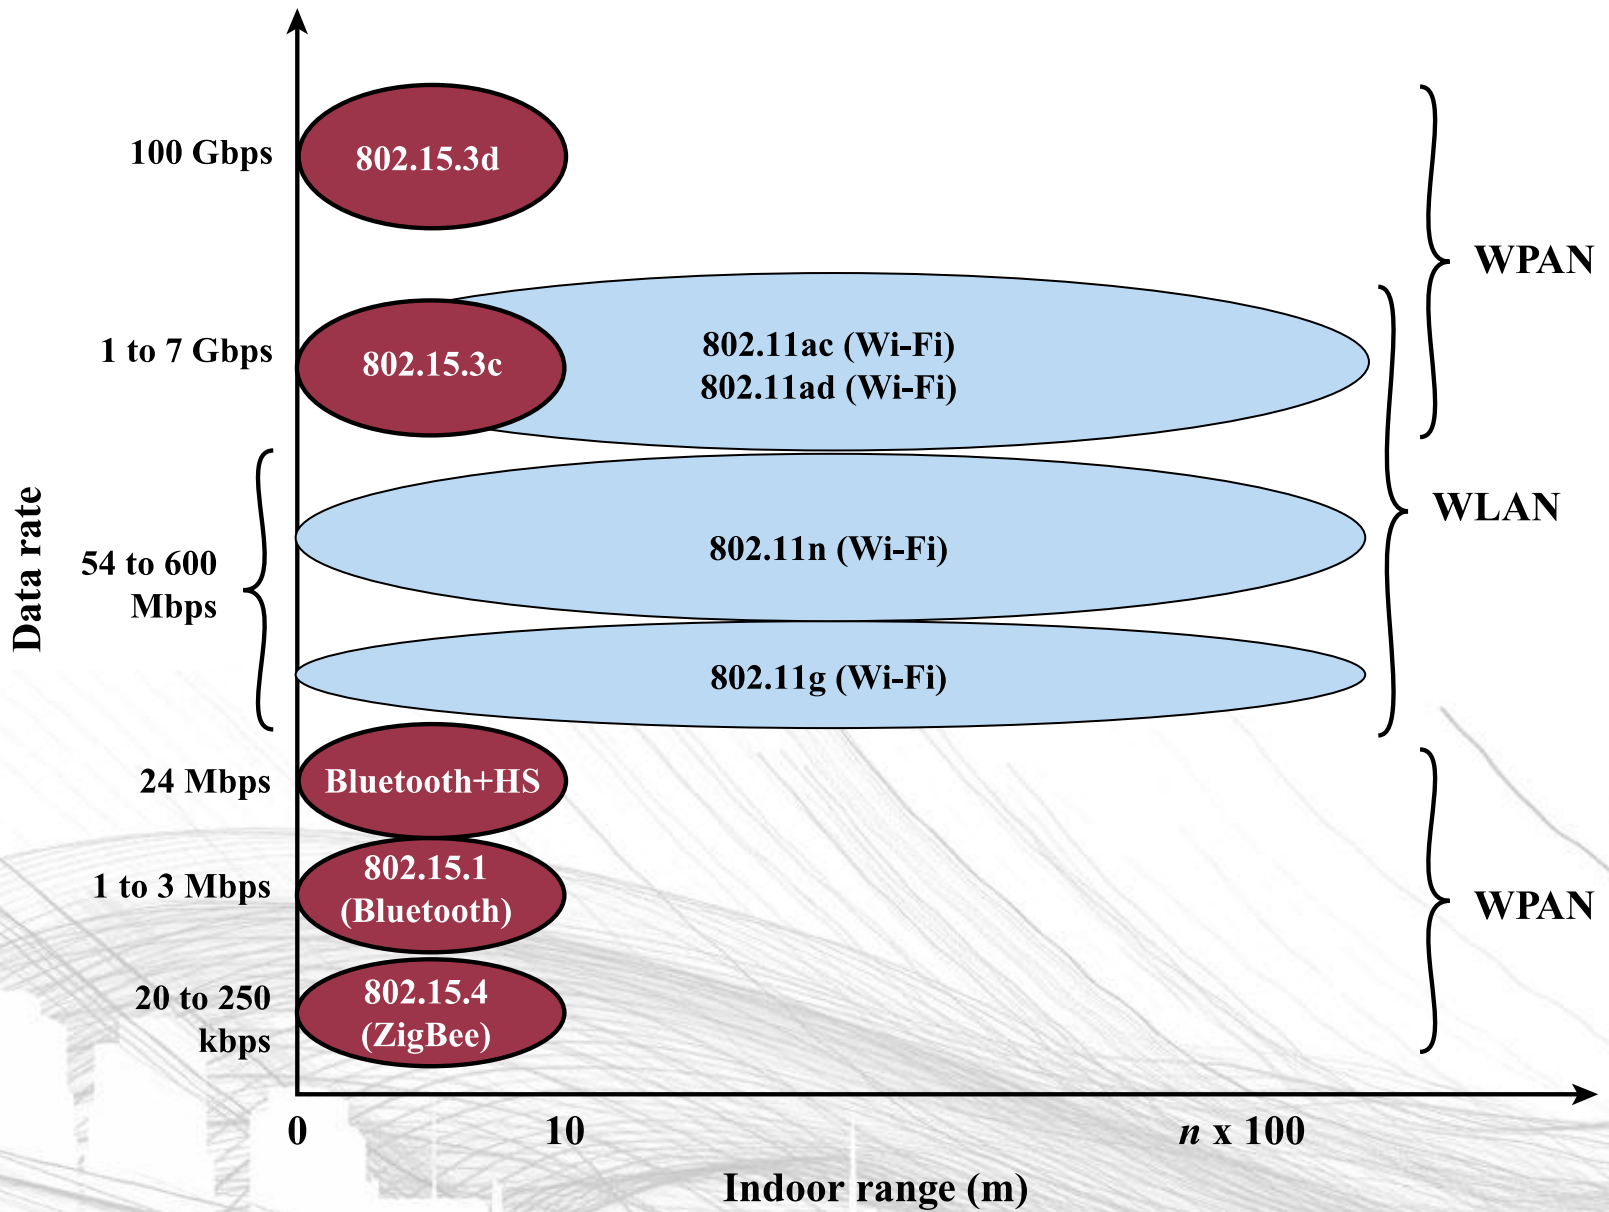 100 Gbps
802.15.3d
WPAN
1 to 7 Gbps
802.15.3c
802.11ac (Wi-Fi)
802.11ad (Wi-Fi)
WLAN
Data rate
54 to 600
Mbps
802.11n (Wi-Fi)
802.11g (Wi-Fi)
24 Mbps
Bluetooth+HS
1 to 3 Mbps
802.15.1
(Bluetooth)
WPAN
20 to 250
kbps
802.15.4
(ZigBee)
0
10
n x 100
Indoor range (m)